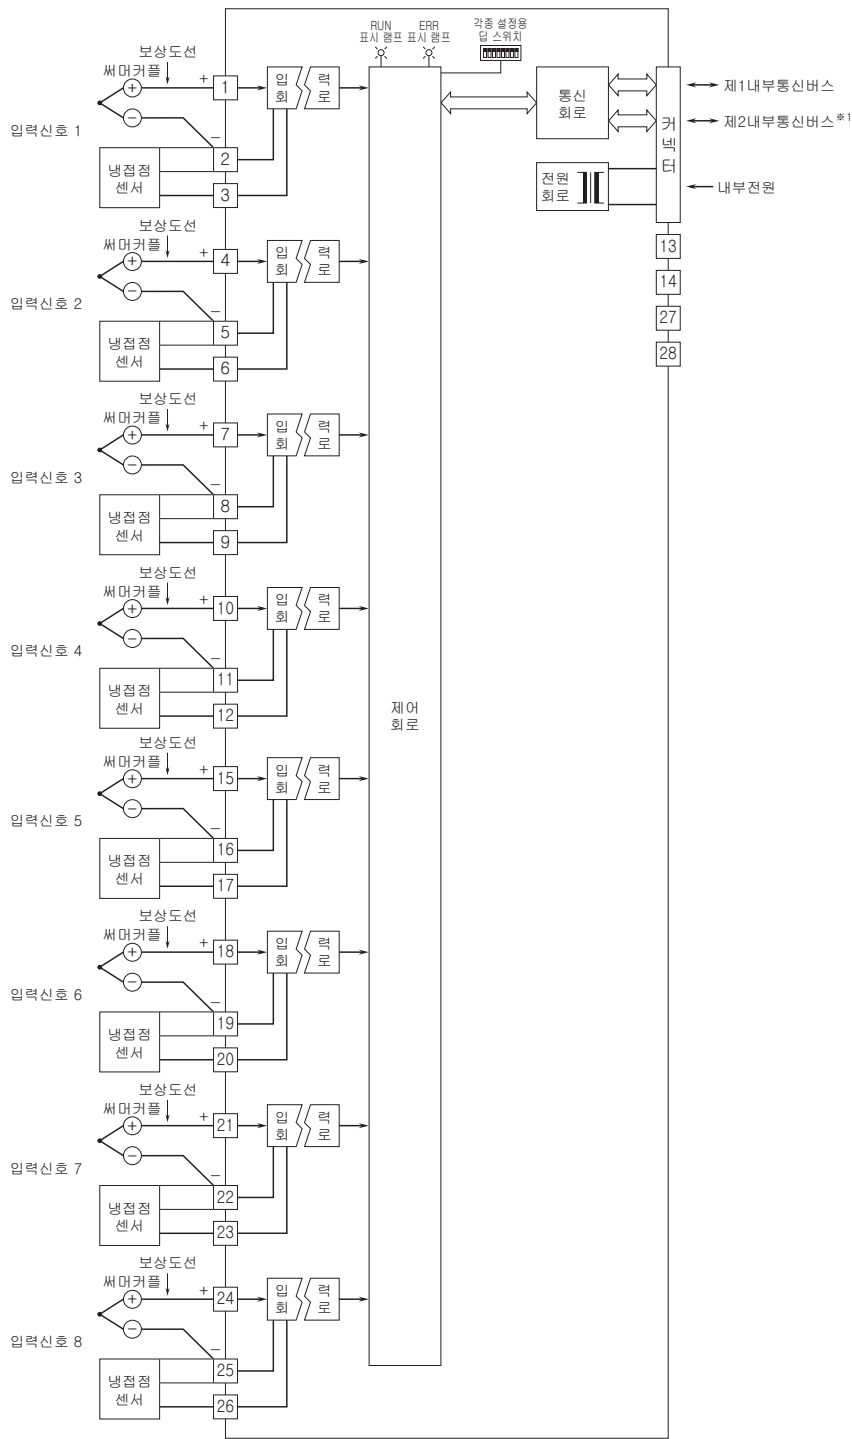 RUN
표시 램프
ERR
표시 램프
각종 설정용
딥 스위치
보상도선
써머커플
+
1
입 력
회 로
통신
회로
커넥터
제1내부통신버스
제2내부통신버스※1
전원
회로
내부전원
입력신호 1
+
−
−
2
냉접점
센서
3
13
14
27
28
보상도선
써머커플
+
4
입 력
회 로
입력신호 2
+
−
−
5
냉접점
센서
6
보상도선
써머커플
+
7
입 력
회 로
입력신호 3
+
−
−
8
냉접점
센서
9
보상도선
써머커플
+
10
입 력
회 로
입력신호 4
+
−
−
11
냉접점
센서
12
제어
회로
보상도선
써머커플
+
15
입 력
회 로
입력신호 5
+
−
−
16
냉접점
센서
17
보상도선
써머커플
+
18
입 력
회 로
입력신호 6
+
−
−
19
냉접점
센서
20
보상도선
써머커플
+
21
입 력
회 로
입력신호 7
+
−
−
22
냉접점
센서
23
보상도선
써머커플
+
24
입 력
회 로
입력신호 8
+
−
−
25
냉접점
센서
26